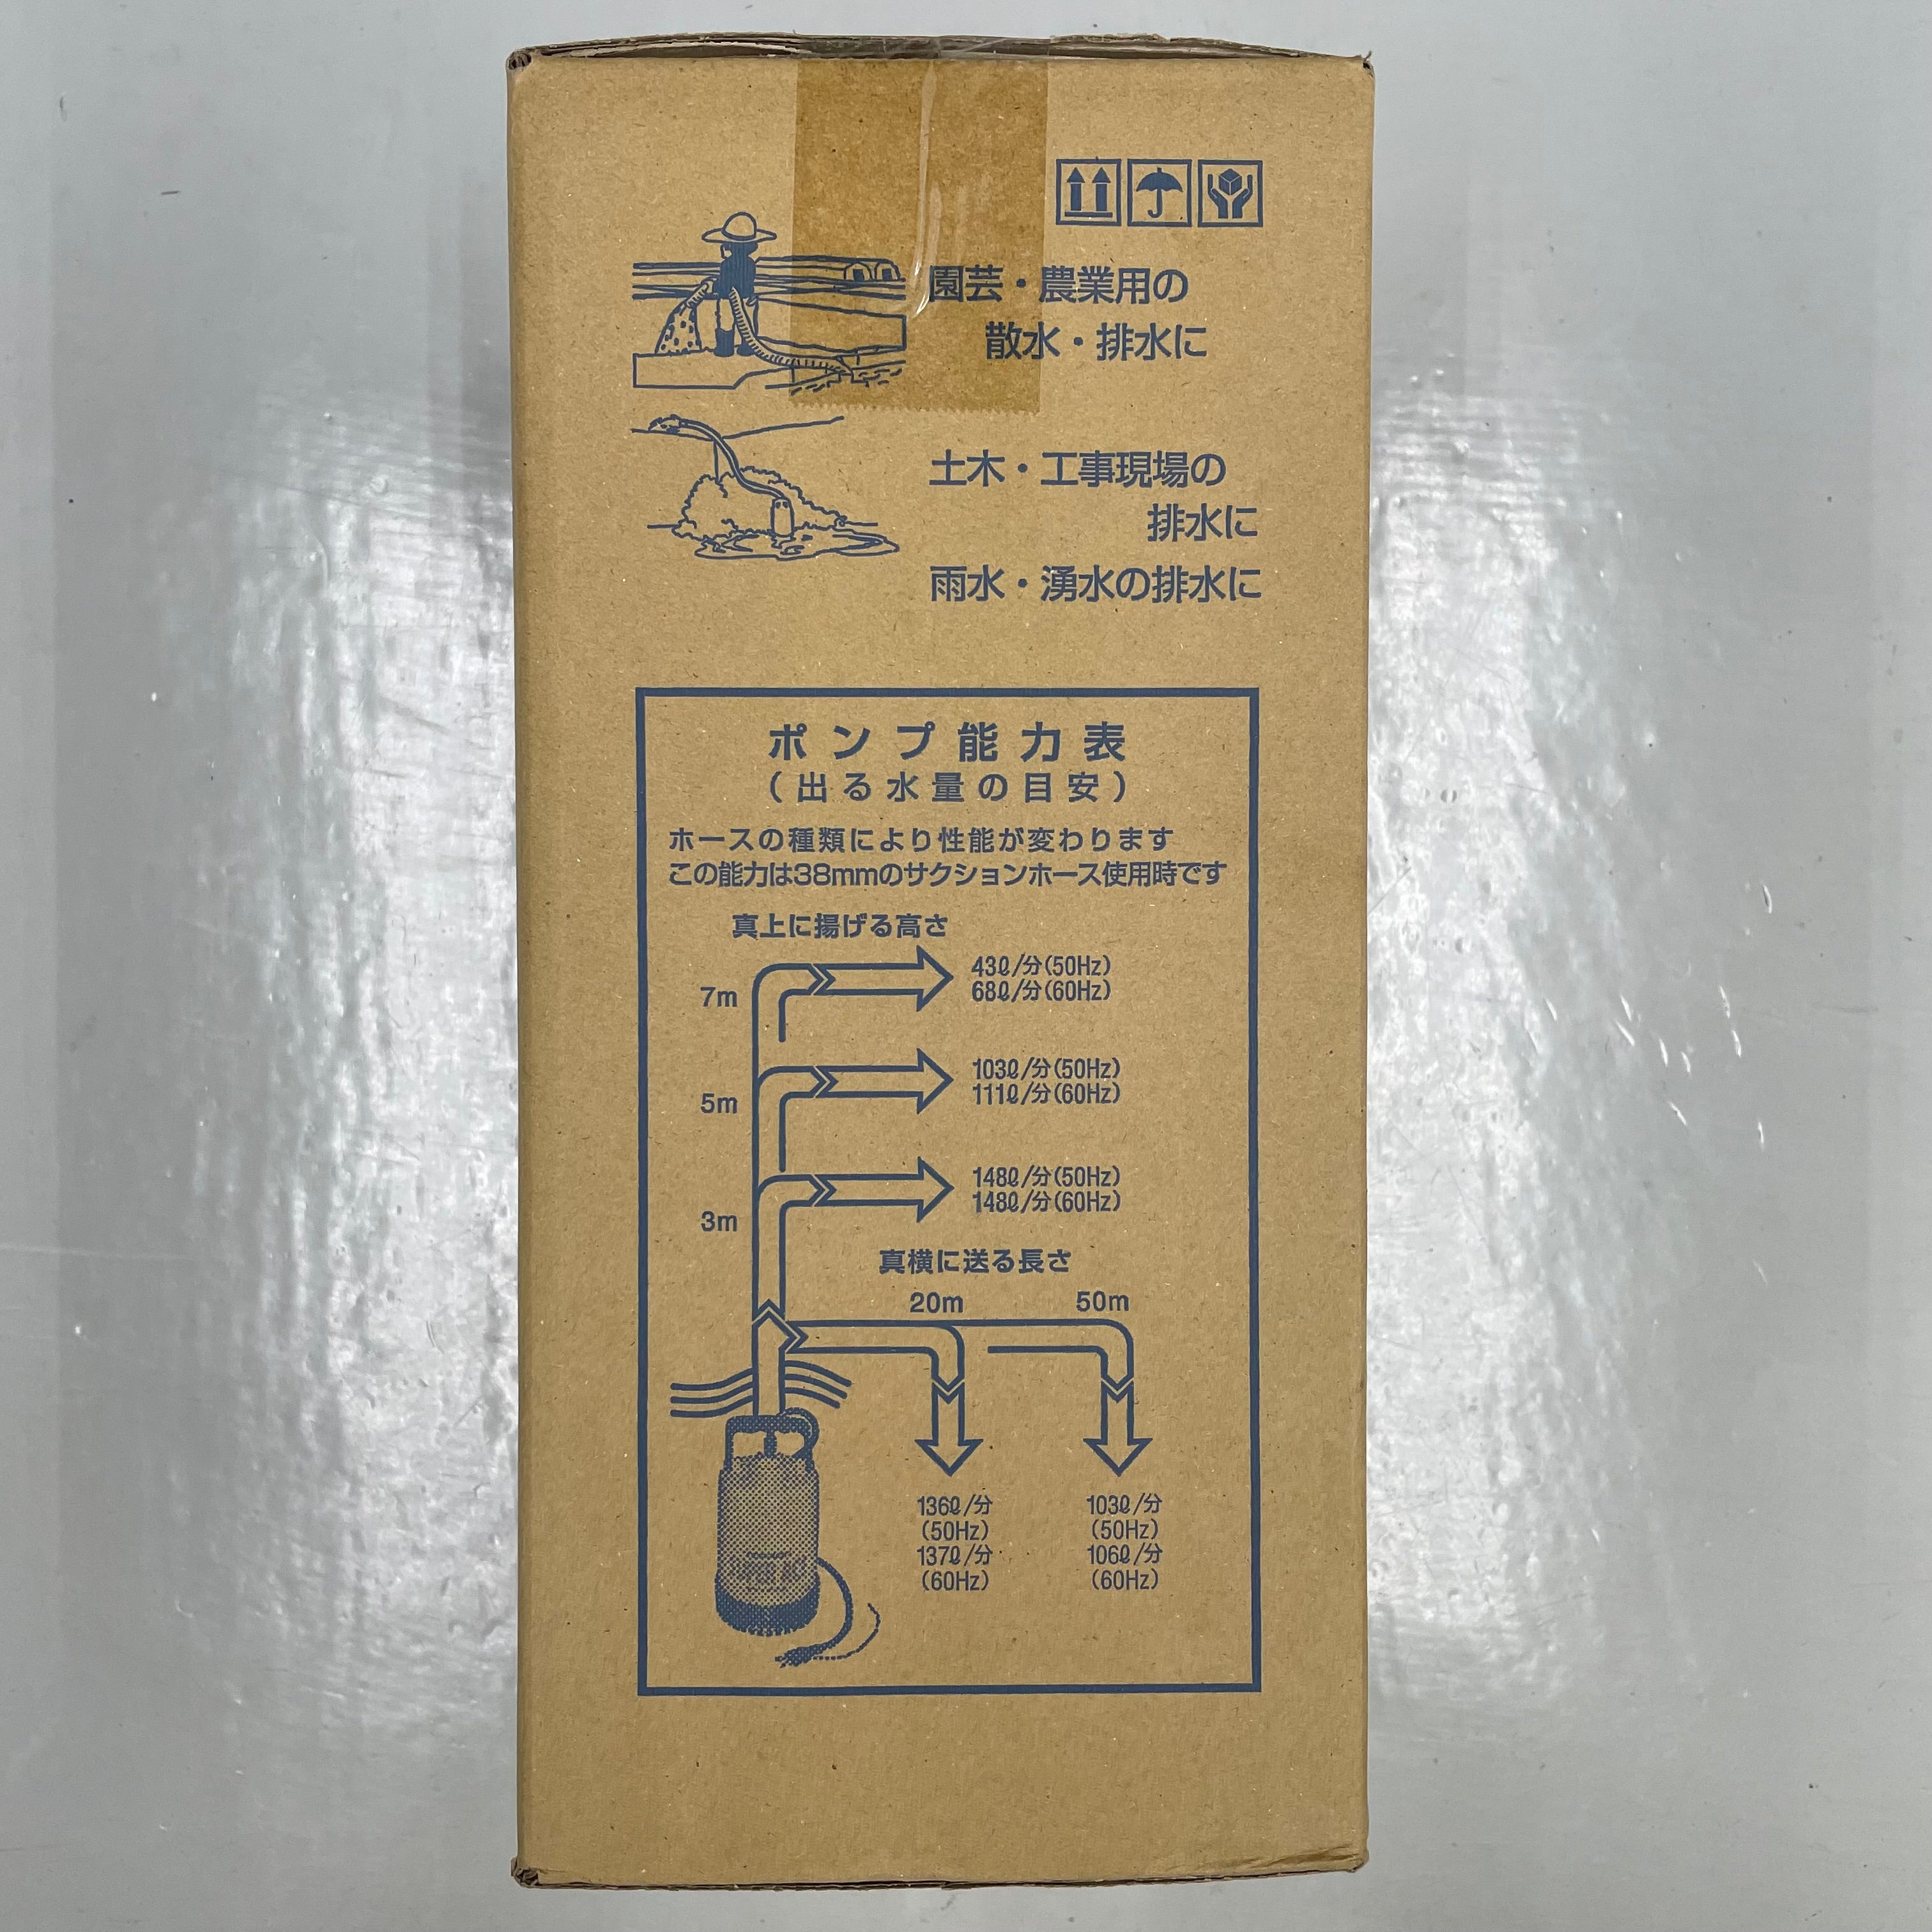 園芸・農業用の
散水・排水に
土木・工事現場の
排水に
雨水・湧水の排水に
ポンプ能力表
(出る水量の目安)
ホースの種類により性能が変わります
この能力は38mmのサクションホース使用時です
真上に揚げる高さ
7m
43ℓ/分(50Hz)
68ℓ/分(60Hz)
5m
103ℓ/分(50Hz)
111ℓ/分(60Hz)
3m
148ℓ/分(50Hz)
148ℓ/分(60Hz)
真横に送る長さ
20m 50m
136ℓ/分
(50Hz)
137ℓ/分
(60Hz)
103ℓ/分
(50Hz)
106ℓ/分
(60Hz)